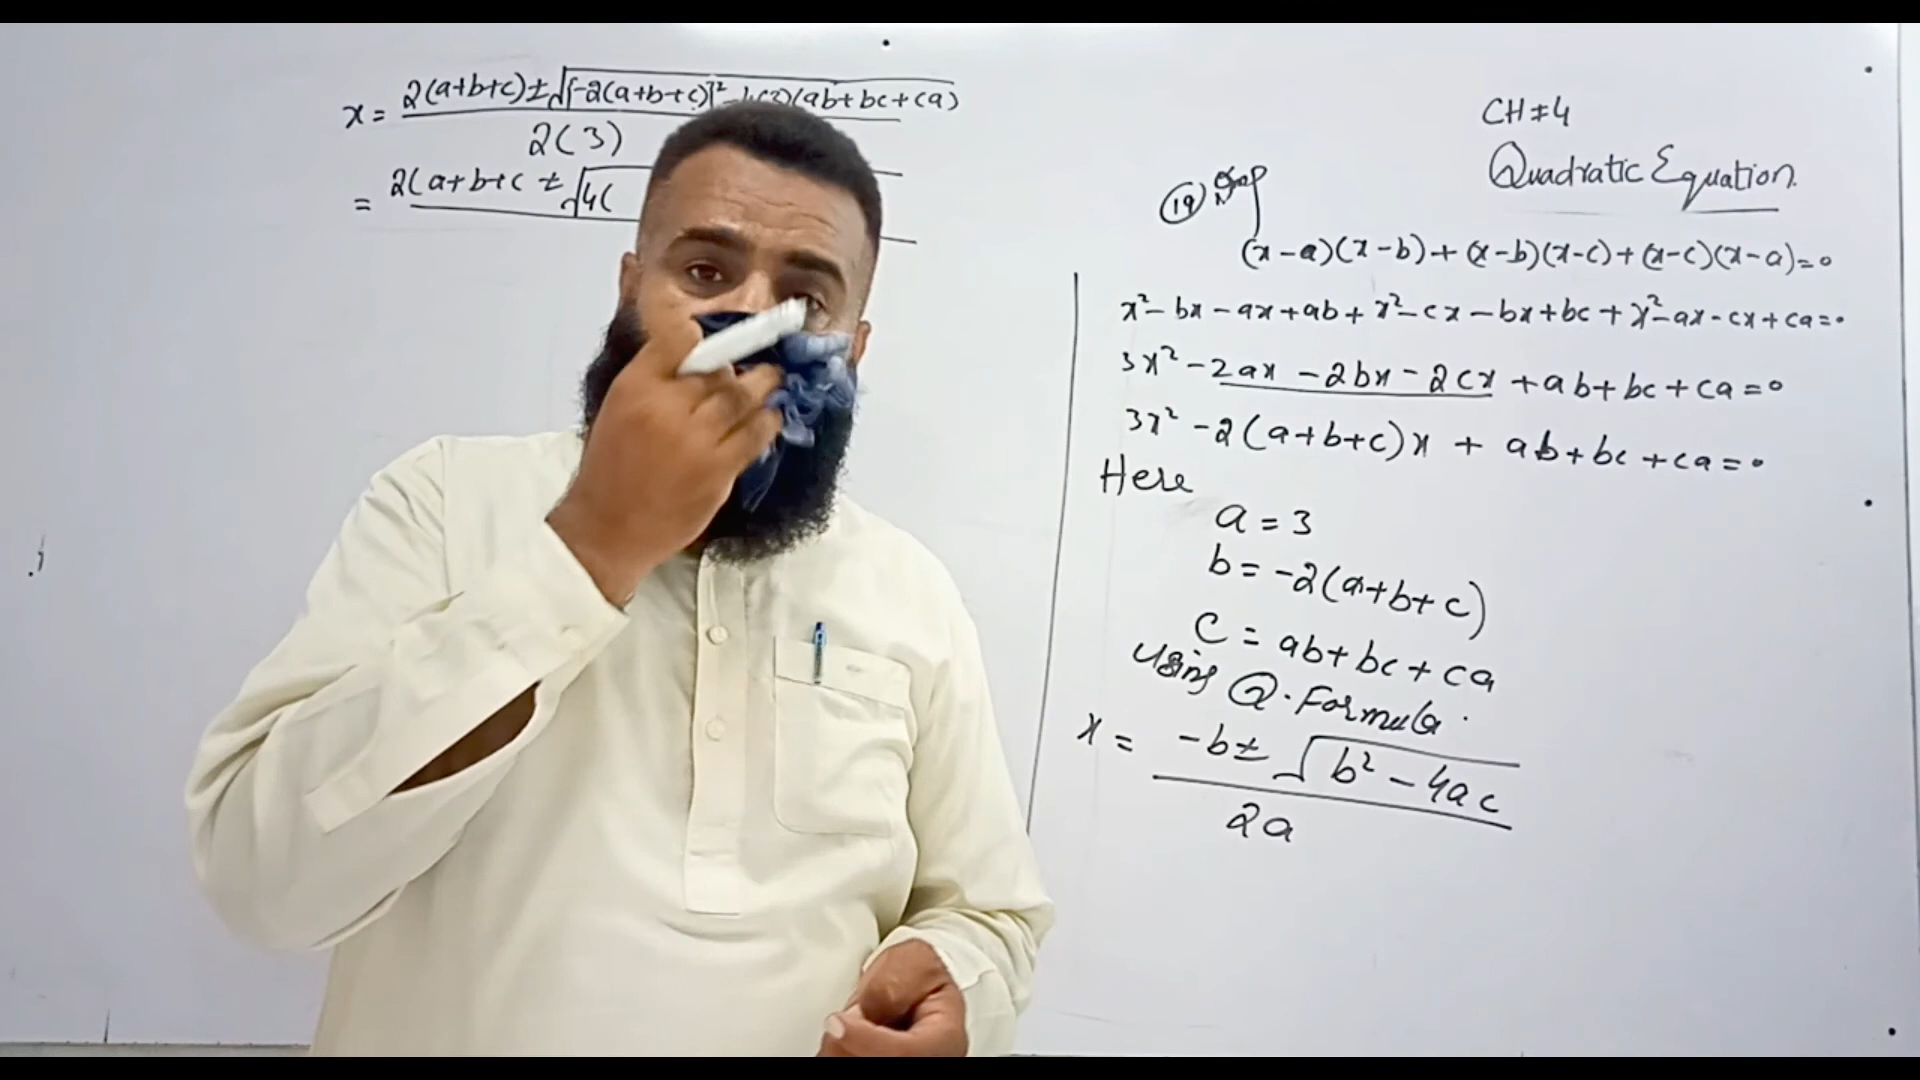 x = 2(a+b+c) ± √[-2(a+b+c)]² - 4(3)(ab+bc+ca)
2(3)
= 2(a+b+c ± √4(
CH#4
Quadratic Equation.
(19)
(x-a)(x-b)+(x-b)(x-c)+(x-c)(x-a)=0
x²-bx-ax+ab+x²-cx-bx+bc+x²-ax-cx+ca=0
3x²-2ax-2bx-2cx+ab+bc+ca=0
3x²-2(a+b+c)x + ab+bc+ca=0
Here
a=3
b=-2(a+b+c)
c=ab+bc+ca
Using Q.Formula.
x = -b±√b²-4ac
2a